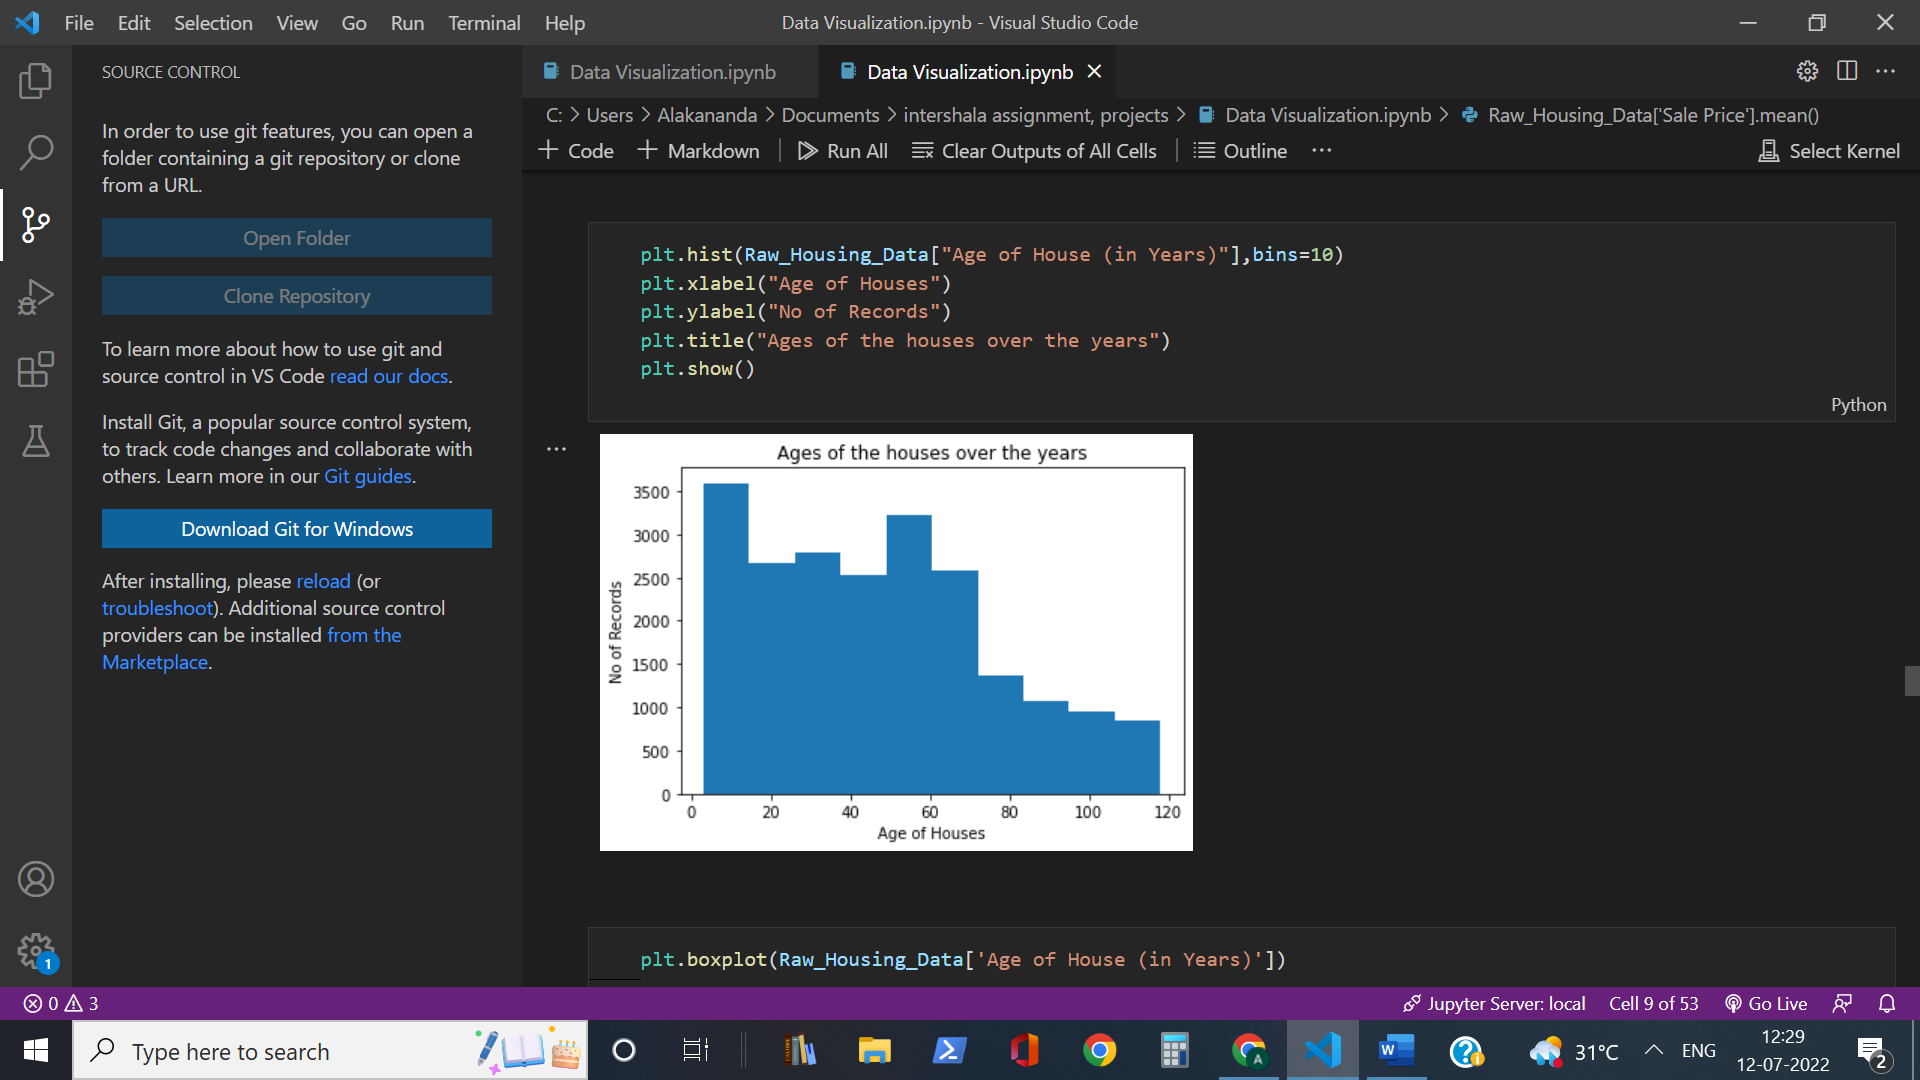 File Edit Selection View Go Run Terminal Help
Data Visualization.ipynb - Visual Studio Code
SOURCE CONTROL
In order to use git features, you can open a
folder containing a git repository or clone
from a URL.
Open Folder
Clone Repository
To learn more about how to use git and
source control in VS Code read our docs.
Install Git, a popular source control system,
to track code changes and collaborate with
others. Learn more in our Git guides.
Download Git for Windows
After installing, please reload (or
troubleshoot). Additional source control
providers can be installed from the
Marketplace.
1
Data Visualization.ipynb
Data Visualization.ipynb
C: > Users > Alakananda > Documents > intershala assignment, projects > Data Visualization.ipynb > Raw_Housing_Data['Sale Price'].mean()
+ Code + Markdown Run All Clear Outputs of All Cells Outline ...
Select Kernel
plt.hist(Raw_Housing_Data["Age of House (in Years)"],bins=10)
plt.xlabel("Age of Houses")
plt.ylabel("No of Records")
plt.title("Ages of the houses over the years")
plt.show()
Python
...
Ages of the houses over the years
No of Records
3500
3000
2500
2000
1500
1000
500
0
0 20 40 60 80 100 120
Age of Houses
plt.boxplot(Raw_Housing_Data['Age of House (in Years)'])
0 3
Jupyter Server: local Cell 9 of 53 Go Live
Type here to search
A
W
31°C
ENG
12:29
12-07-2022
2